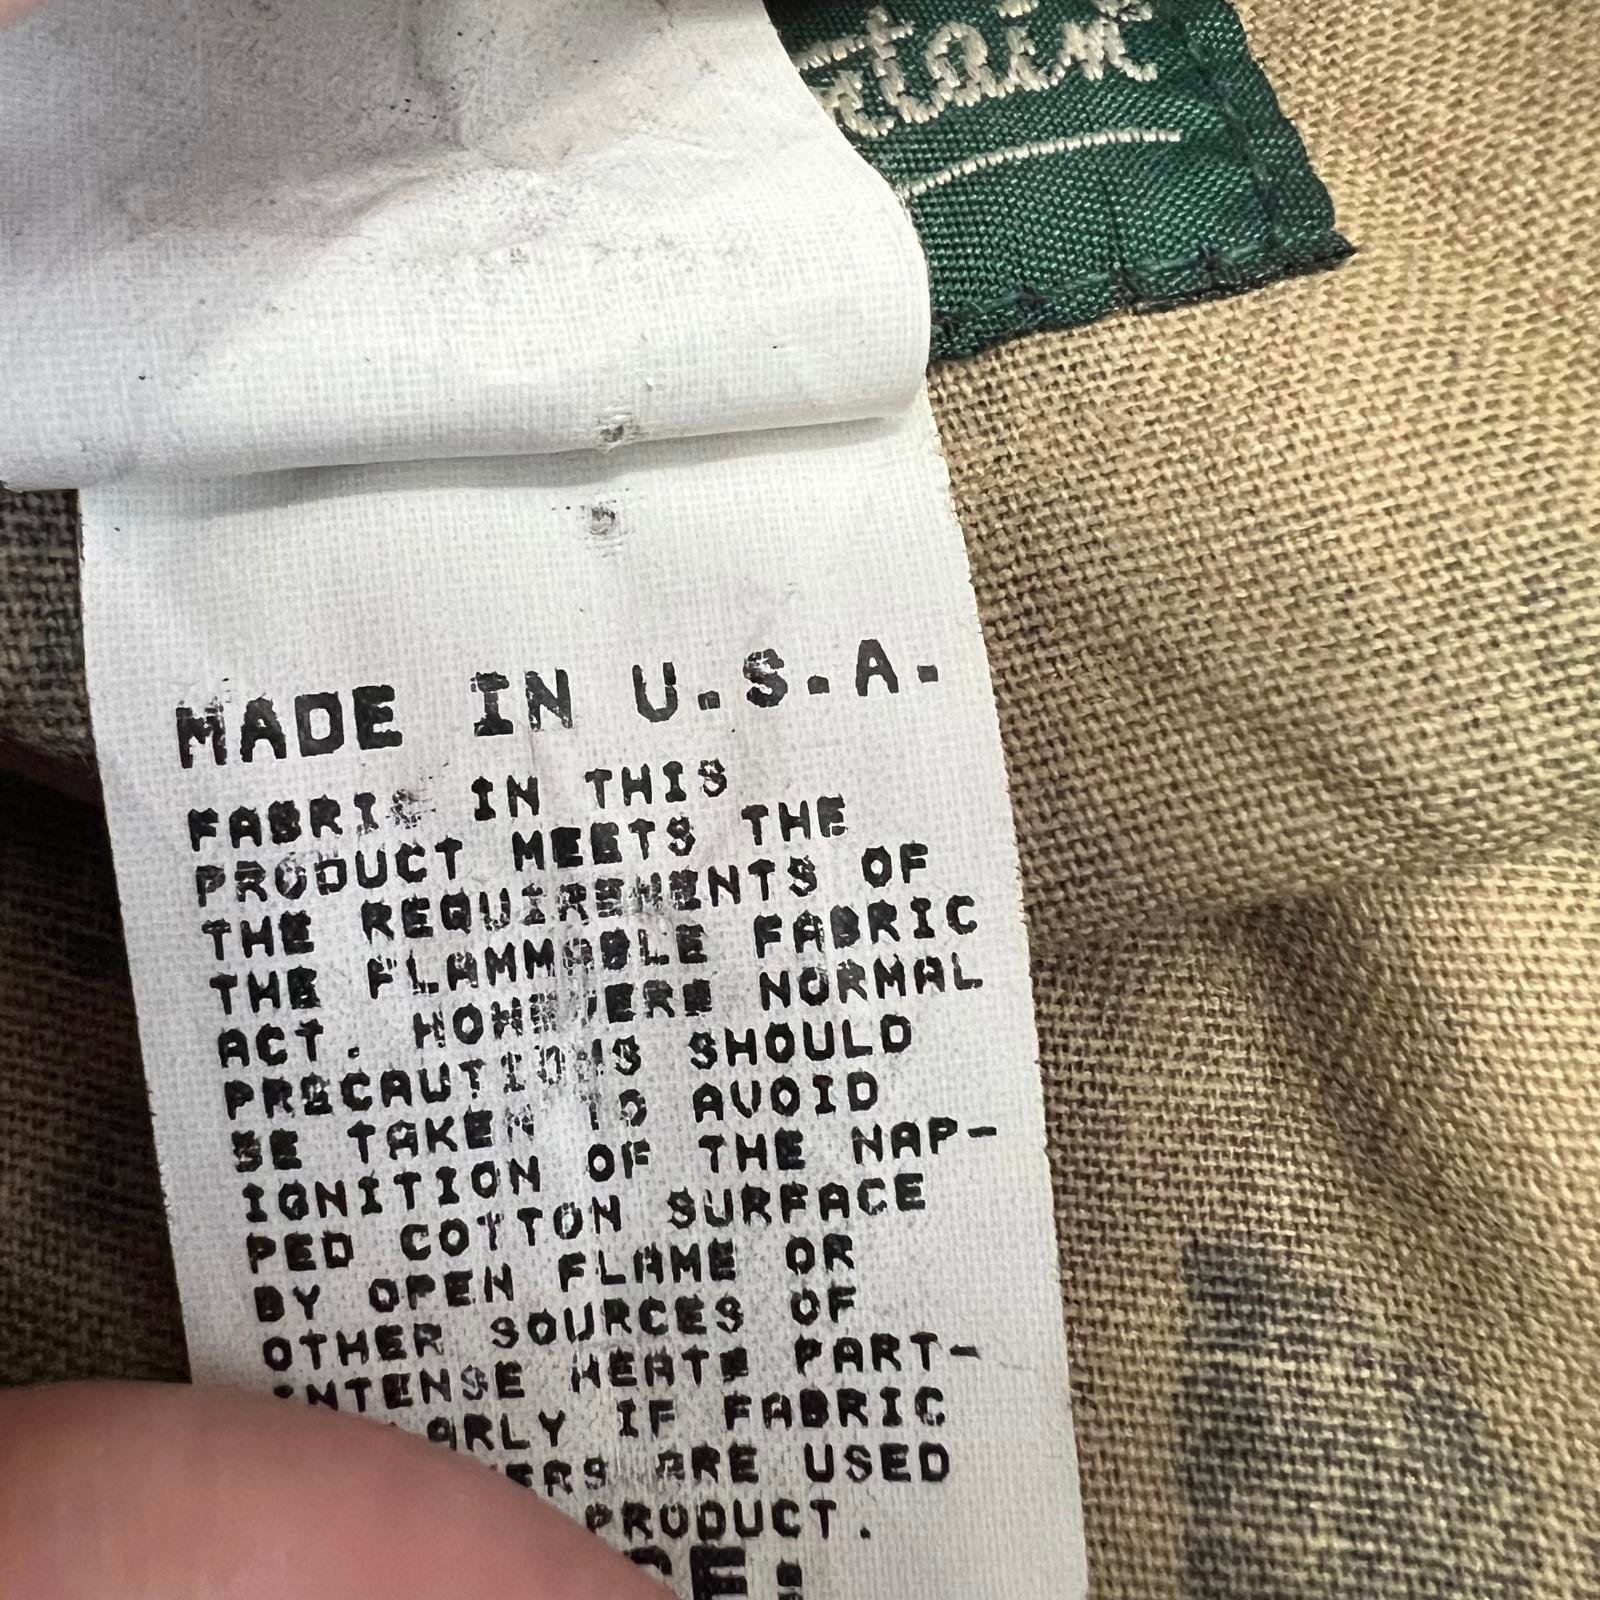 MADE IN U.S.A.
FABRIC IN THIS
PRODUCT MEETS THE
THE REQUIREMENTS OF
THE FLAMMABLE FABRIC
ACT. NORMAL
PRECAUTIONS SHOULD
BE TAKEN TO AVOID
IGNITION OF THE NAP-
PED COTTON SURFACE
BY OPEN FLAME OR
OTHER SOURCES OF
INTENSE HEAT PART-
ARLY IF FABRIC
ERS ARE USED
PRODUCT.